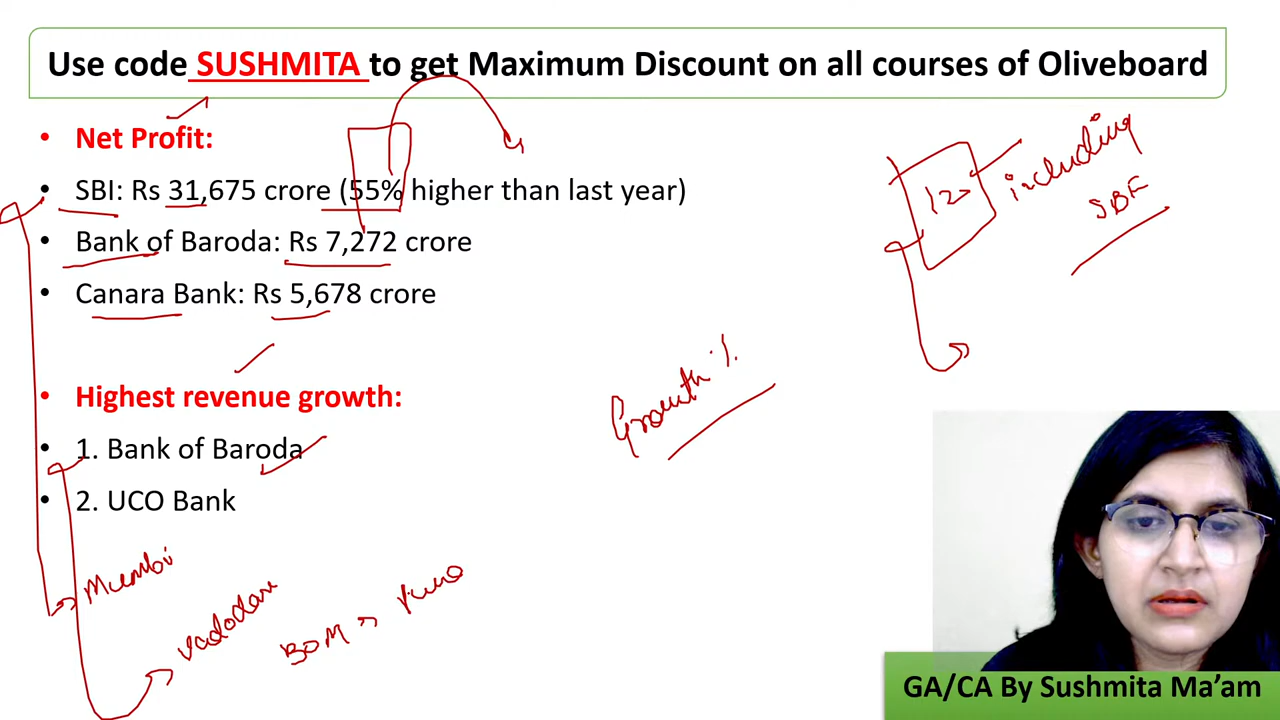 Use code SUSHMITA to get Maximum Discount on all courses of Oliveboard
• Net Profit:
• SBI: Rs 31,675 crore (55% higher than last year)
• Bank of Baroda: Rs 7,272 crore
• Canara Bank: Rs 5,678 crore
• Highest revenue growth:
• 1. Bank of Baroda
• 2. UCO Bank
12 including
SBI
Growth %
Mumbi
Vadodara
BOM Pune
GA/CA By Sushmita Ma’am